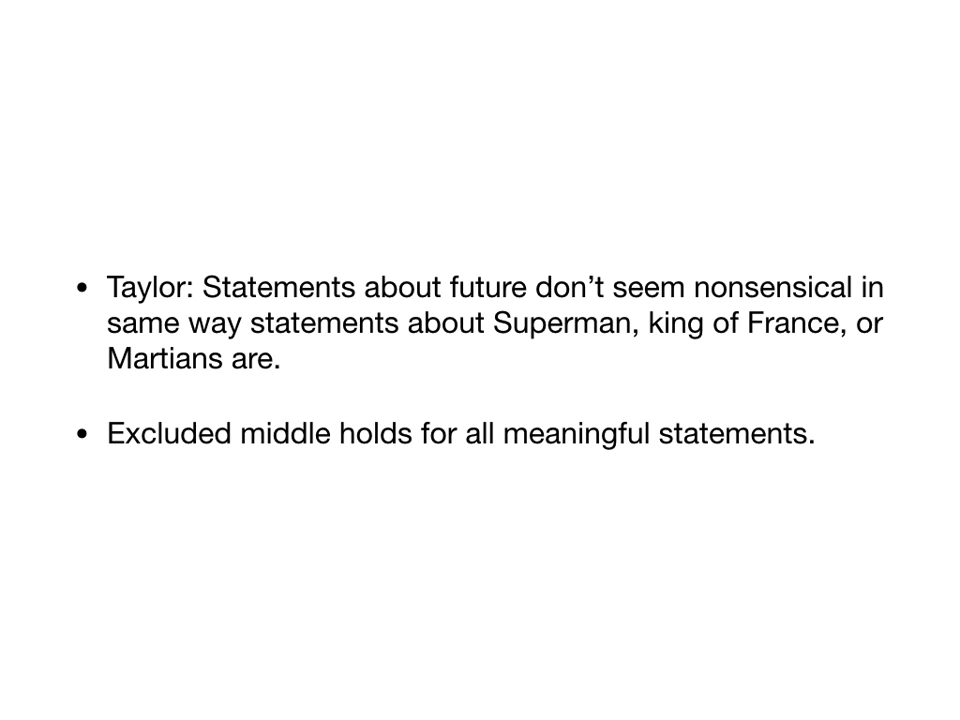 • Taylor: Statements about future don’t seem nonsensical in
same way statements about Superman, king of France, or
Martians are.
• Excluded middle holds for all meaningful statements.